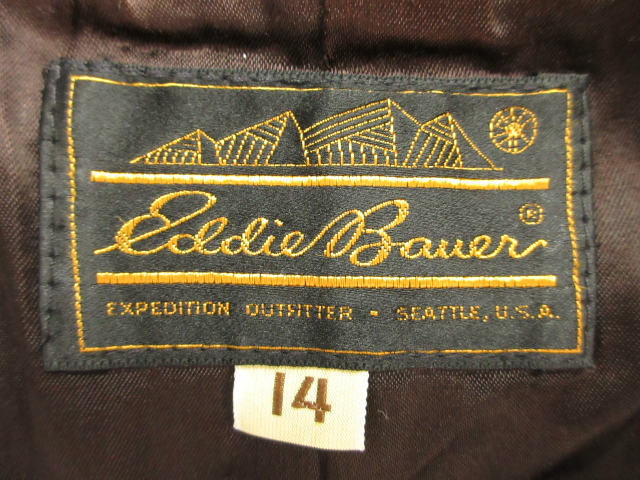 Eddie Bauer®
EXPEDITION OUTFITTER - SEATTLE, U.S.A.
14